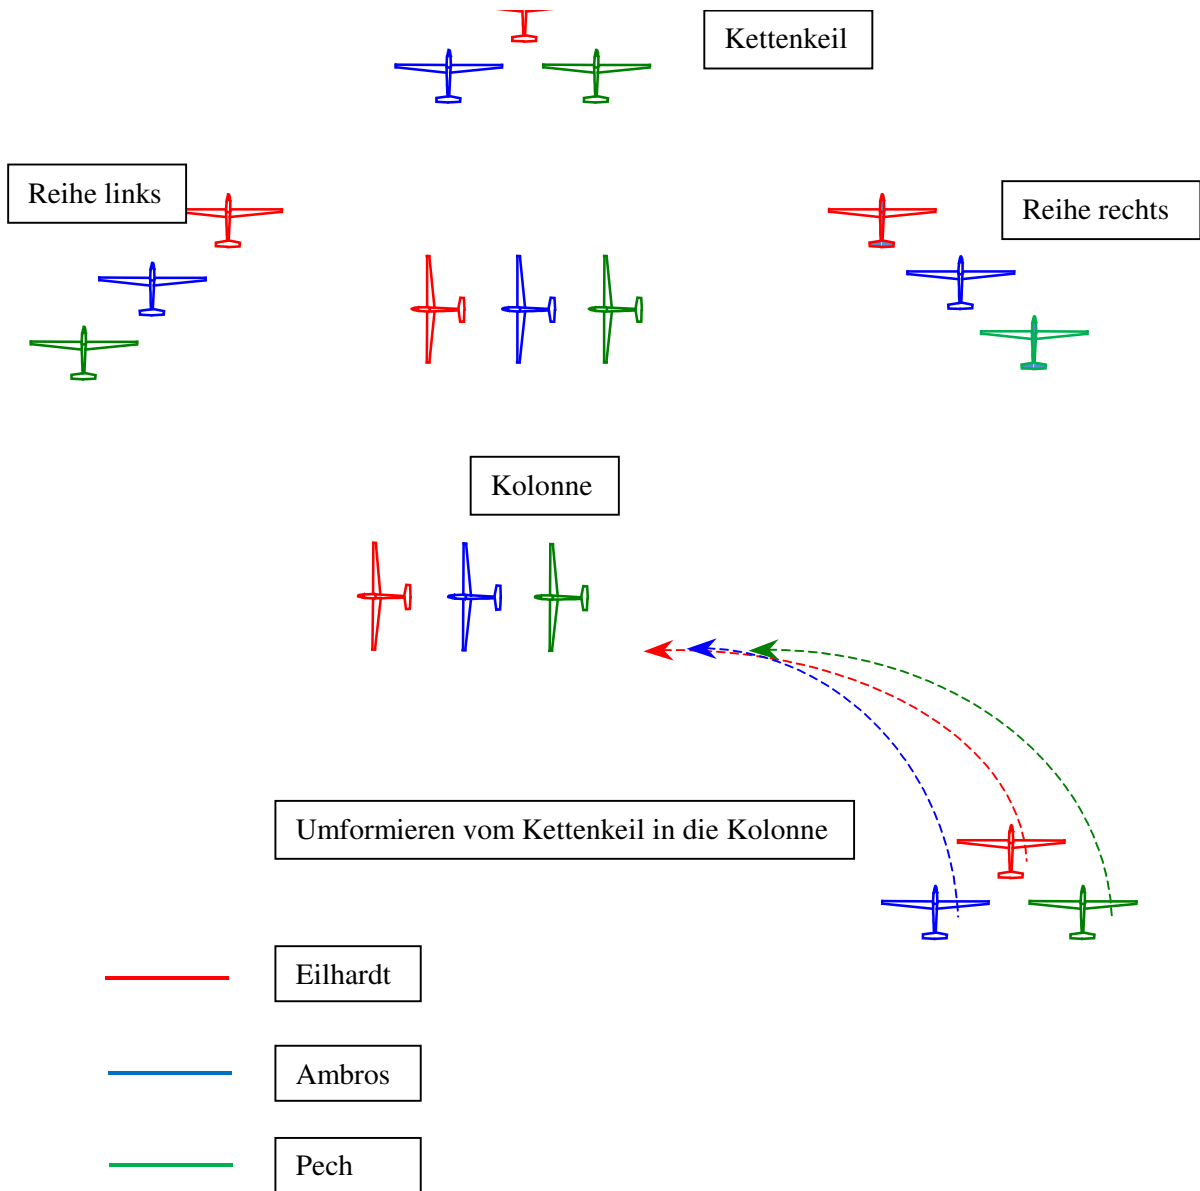 Kettenkeil
Reihe links
Reihe rechts
Kolonne
Umformieren vom Kettenkeil in die Kolonne
Eilhardt
Ambros
Pech